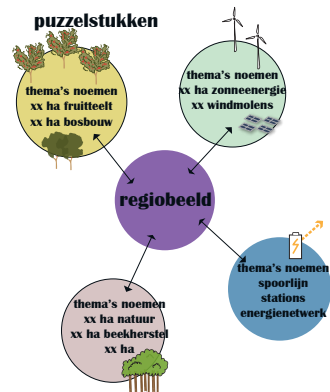 puzzelstukken
thema's noemen
xx ha fruitteelt
xx ha bosbouw
thema's noemen
xx ha zonneenergie
xx windmolens
regiobeeld
thema's noemen
spoorlijn
stations
energienetwerk
thema's noemen
xx ha natuur
xx ha beekherstel
xx ha